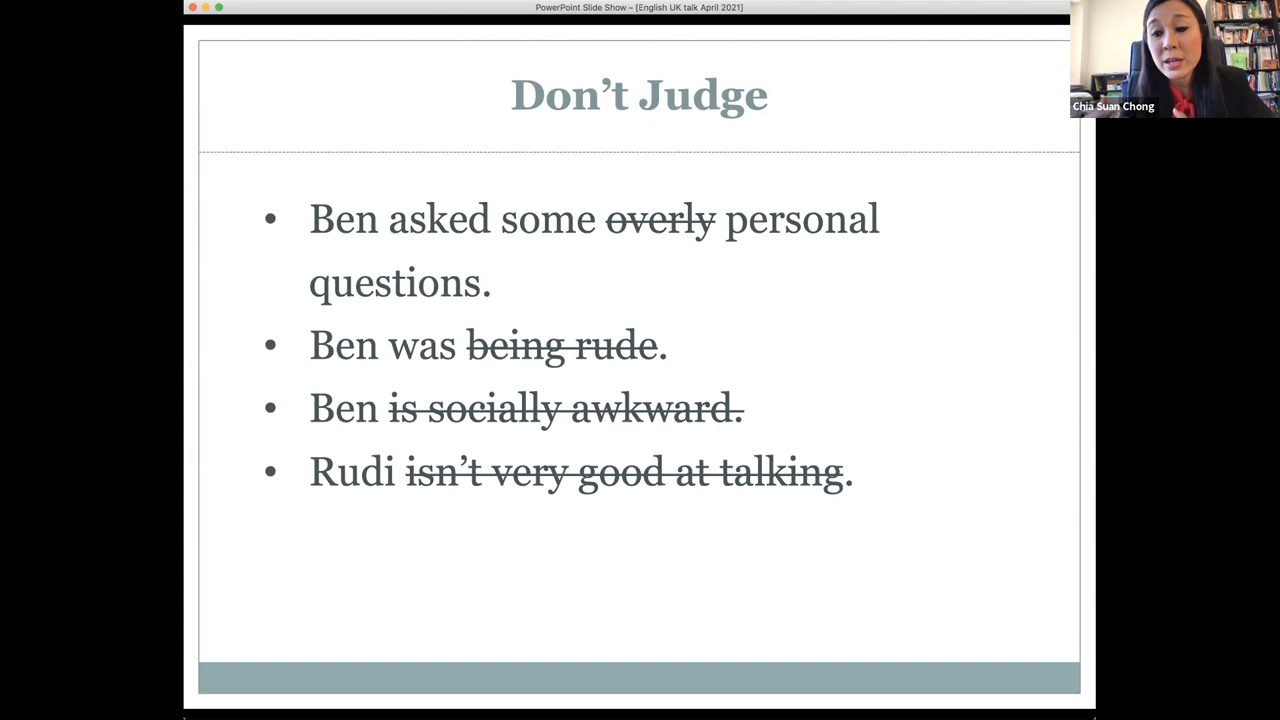 PowerPoint Slide Show – [English UK talk April 2021]
Chia Suan Chong
Don’t Judge
• Ben asked some overly personal
questions.
• Ben was being rude.
• Ben is socially awkward.
• Rudi isn’t very good at talking.